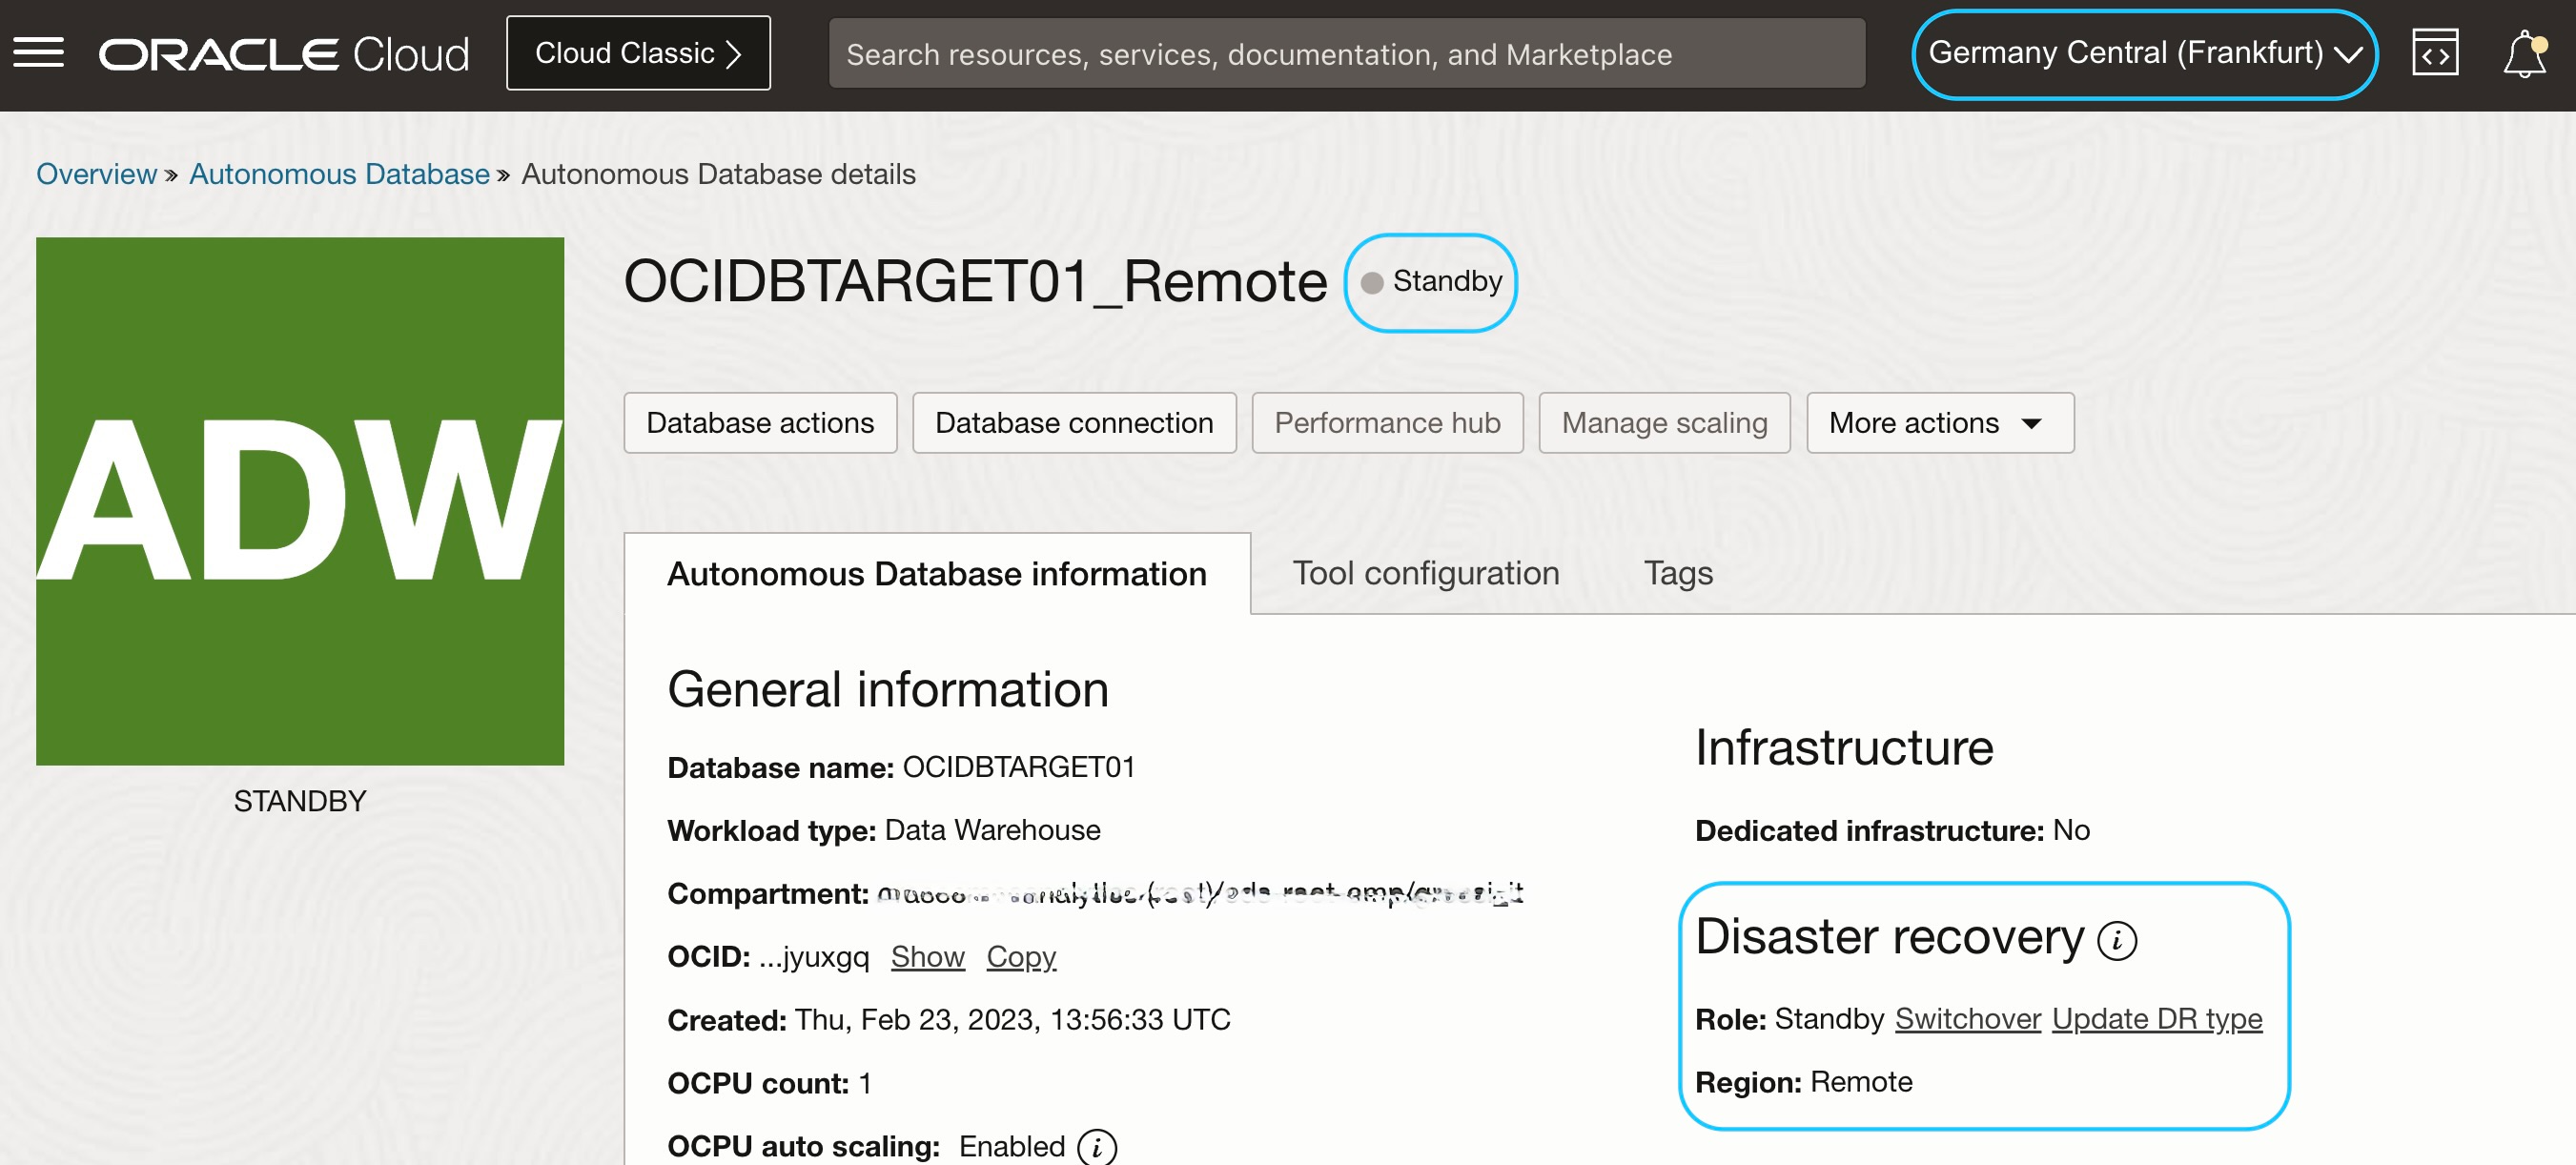 ORACLE Cloud
Cloud Classic
Search resources, services, documentation, and Marketplace
Germany Central (Frankfurt)
Overview » Autonomous Database » Autonomous Database details
ADW
STANDBY
OCIDBTARGET01_Remote
Standby
Database actions
Database connection
Performance hub
Manage scaling
More actions
Autonomous Database information
Tool configuration
Tags
General information
Database name: OCIDBTARGET01
Workload type: Data Warehouse
Compartment:
OCID: ...jyuxgq Show Copy
Created: Thu, Feb 23, 2023, 13:56:33 UTC
OCPU count: 1
OCPU auto scaling: Enabled i
Infrastructure
Dedicated infrastructure: No
Disaster recovery i
Role: Standby Switchover Update DR type
Region: Remote